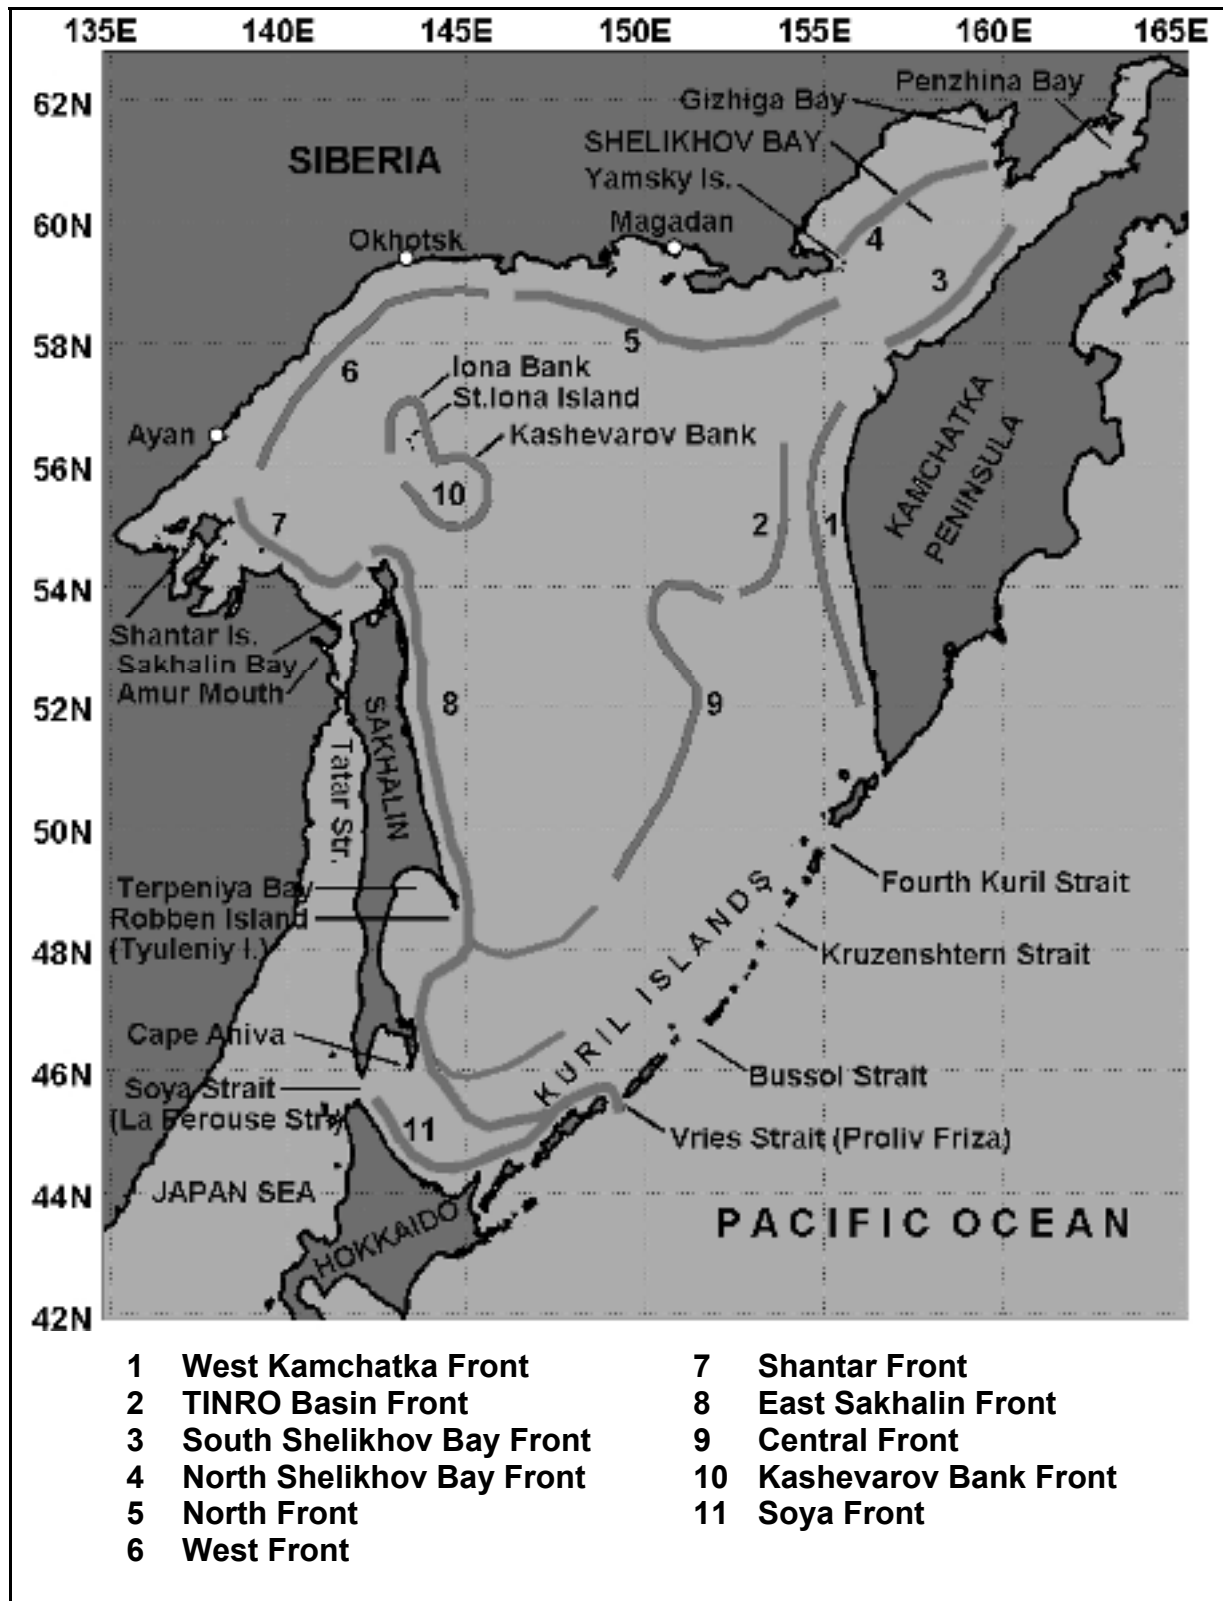 135E 140E 145E 150E 155E 160E 165E
62N
60N
58N
56N
54N
52N
50N
48N
46N
44N
42N
Penzhina Bay
Gizhiga Bay
SHELIKHOV BAY
SIBERIA
Yamsky Is.
Magadan
Okhotsk
4
3
5
6
Iona Bank
St.Iona Island
Ayan
Kashevarov Bank
KAMCHATKA
PENINSULA
10
7
2
1
Shantar Is.
Sakhalin Bay
Amur Mouth
8
9
SAKHALIN
Tatar Str.
Terpeniya Bay
Robben Island
(Tyuleniy I.)
Fourth Kuril Strait
KURIL ISLANDS
Kruzenshtern Strait
Cape Aniva
Soya Strait
(La Perouse Str)
Bussol Strait
11
Vries Strait (Proliv Friza)
JAPAN SEA
HOKKAIDO
PACIFIC OCEAN
1 West Kamchatka Front
2 TINRO Basin Front
3 South Shelikhov Bay Front
4 North Shelikhov Bay Front
5 North Front
6 West Front
7 Shantar Front
8 East Sakhalin Front
9 Central Front
10 Kashevarov Bank Front
11 Soya Front